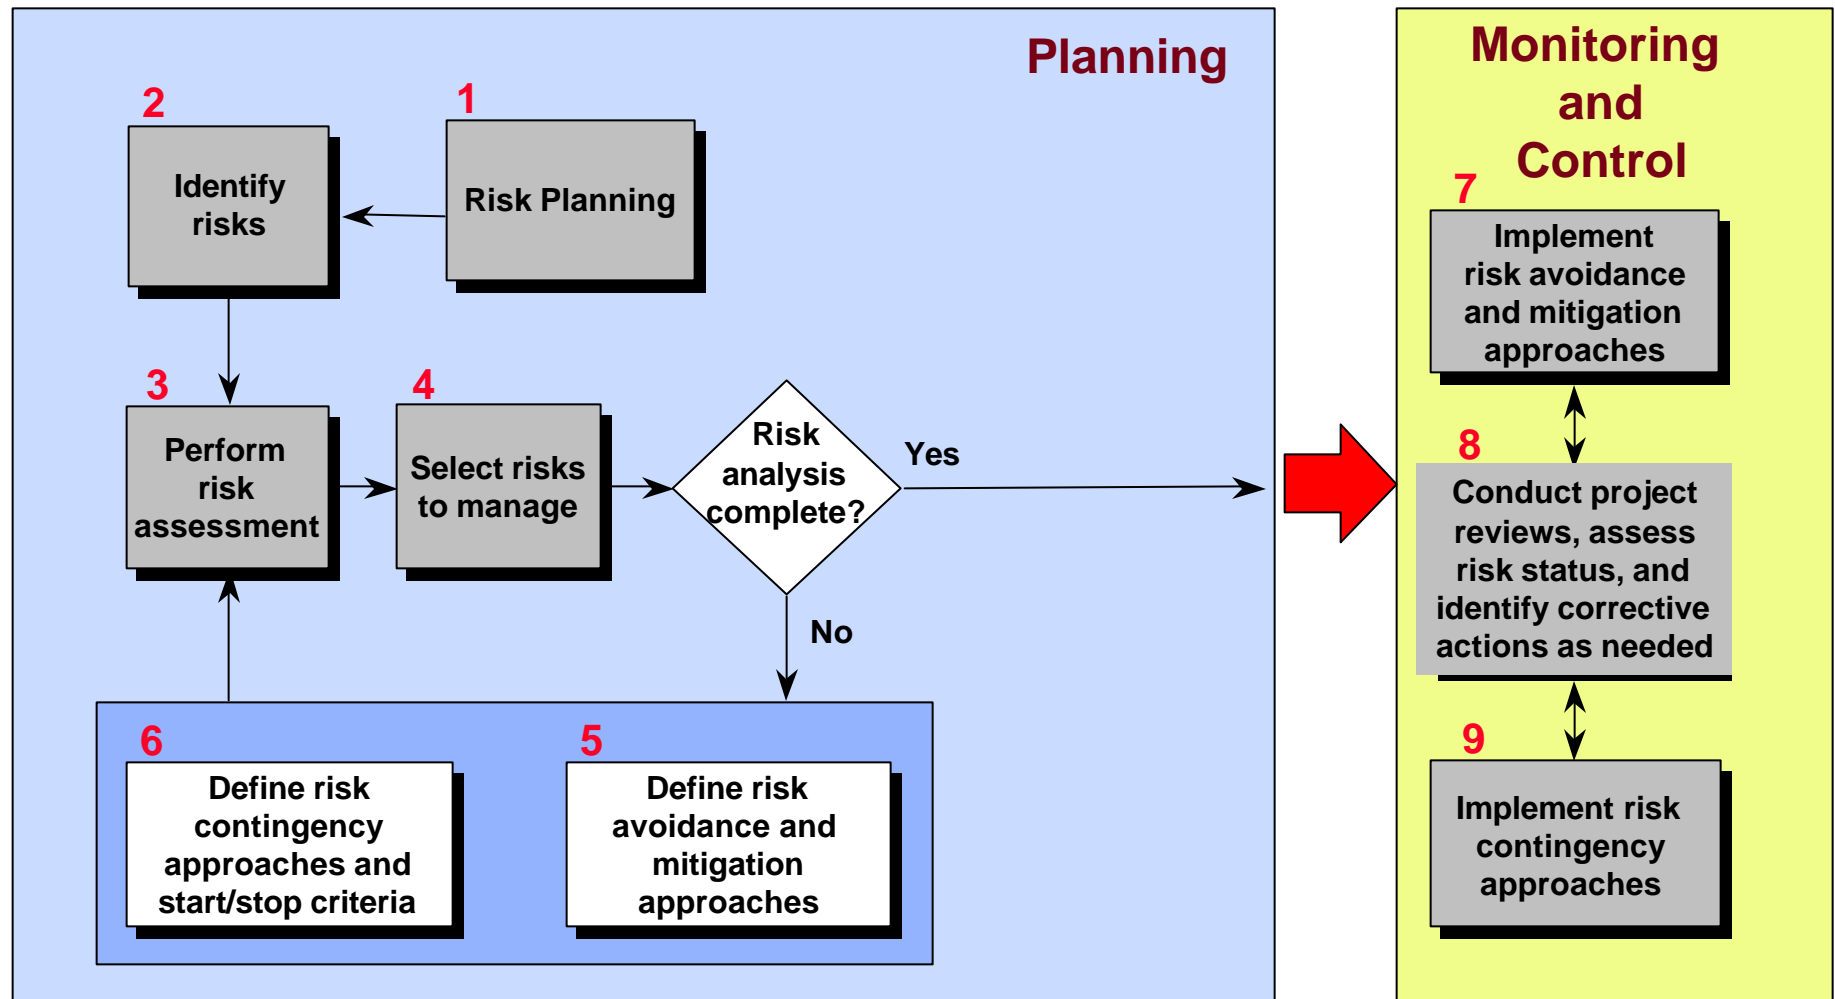 Planning
1
Risk Planning
2
Identify
risks
3
Perform
risk
assessment
4
Select risks
to manage
Risk
analysis
complete?
Yes
No
5
Define risk
avoidance and
mitigation
approaches
6
Define risk
contingency
approaches and
start/stop criteria
Monitoring
and
Control
7
Implement
risk avoidance
and mitigation
approaches
8
Conduct project
reviews, assess
risk status, and
identify corrective
actions as needed
9
Implement risk
contingency
approaches